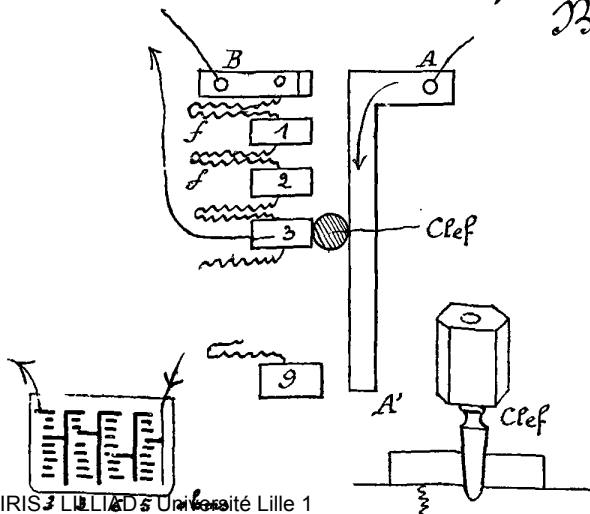 B
B A
f 1
f 2
3 Clef
9 A'
Clef
IRIS - LILLIAD - Université Lille 1